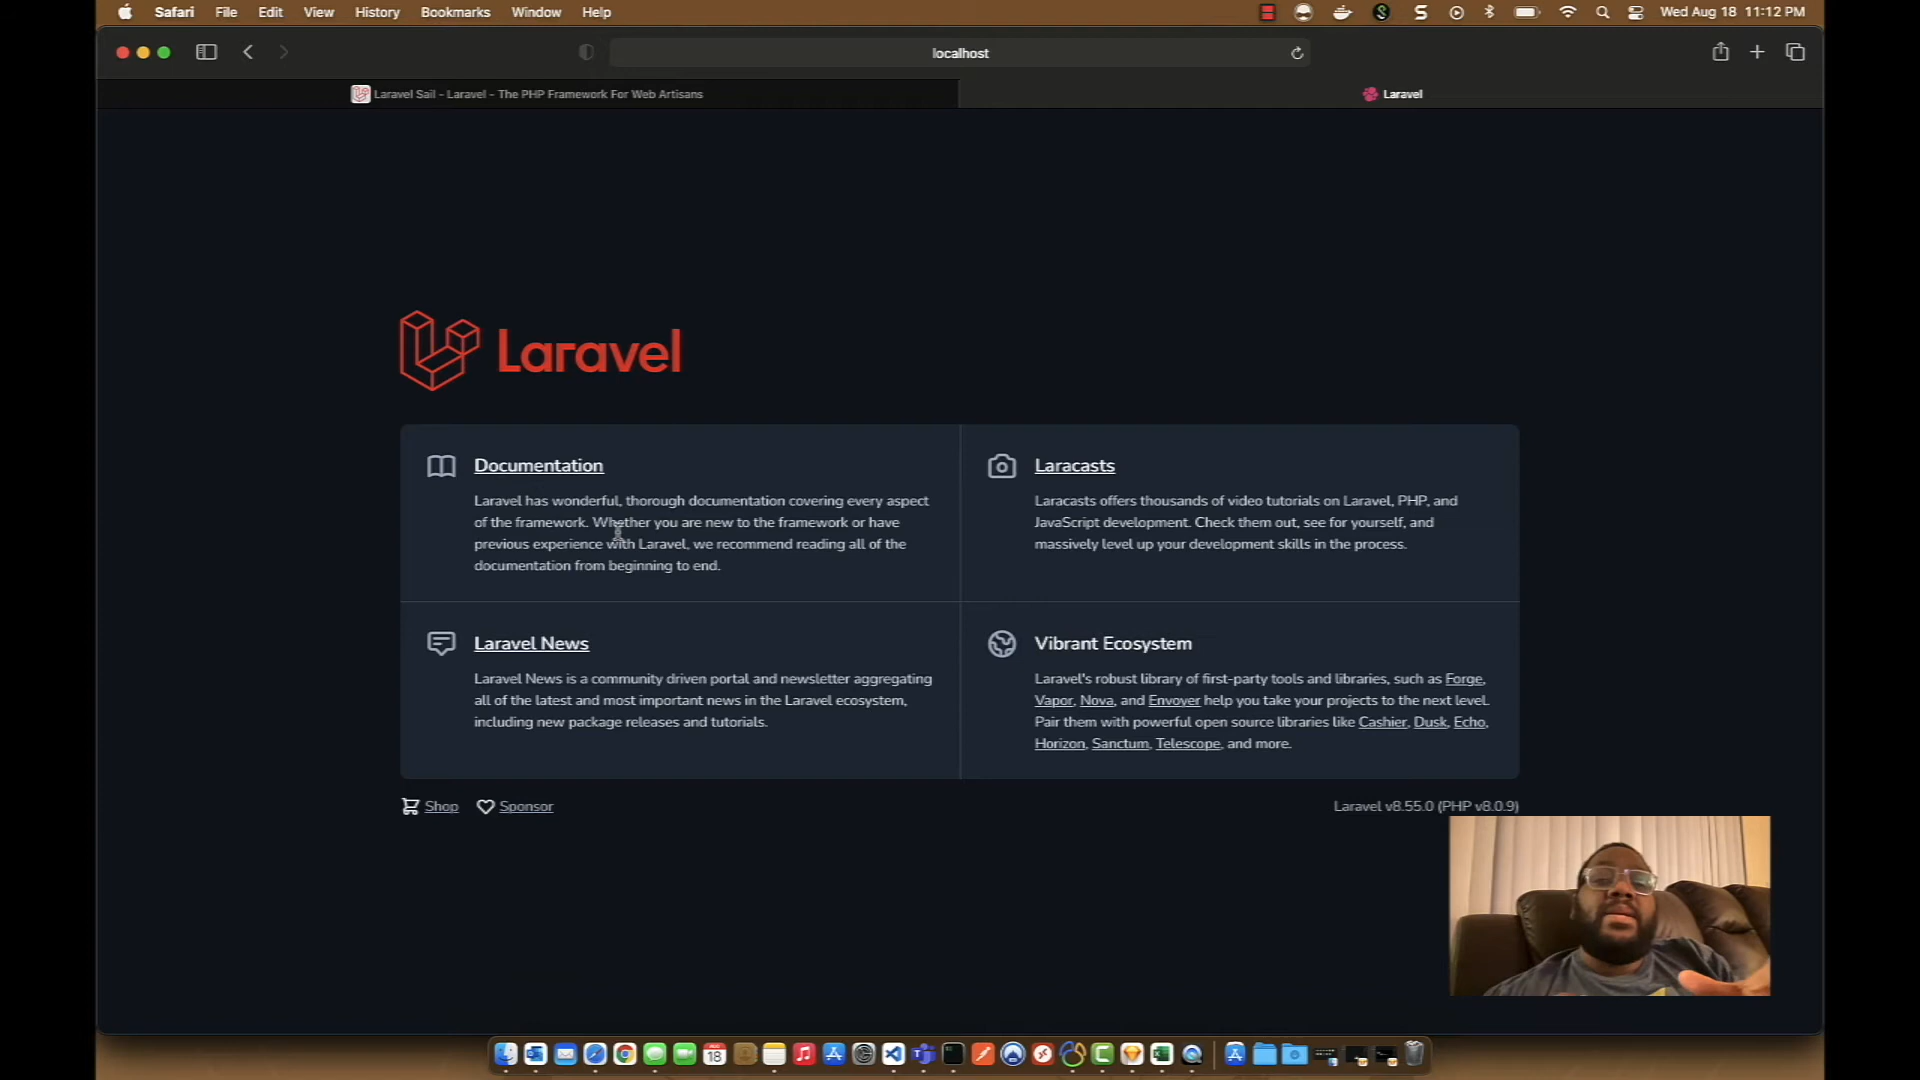 Safari File Edit View History Bookmarks Window Help Wed Aug 18 11:12 PM
localhost
Laravel Sail - Laravel - The PHP Framework For Web Artisans
Laravel
Laravel
Documentation
Laravel has wonderful, thorough documentation covering every aspect
of the framework. Whether you are new to the framework or have
previous experience with Laravel, we recommend reading all of the
documentation from beginning to end.
Laracasts
Laracasts offers thousands of video tutorials on Laravel, PHP, and
JavaScript development. Check them out, see for yourself, and
massively level up your development skills in the process.
Laravel News
Laravel News is a community driven portal and newsletter aggregating
all of the latest and most important news in the Laravel ecosystem,
including new package releases and tutorials.
Vibrant Ecosystem
Laravel's robust library of first-party tools and libraries, such as Forge,
Vapor, Nova, and Envoyer help you take your projects to the next level.
Pair them with powerful open source libraries like Cashier, Dusk, Echo,
Horizon, Sanctum, Telescope, and more.
Shop Sponsor
Laravel v8.55.0 (PHP v8.0.9)
18